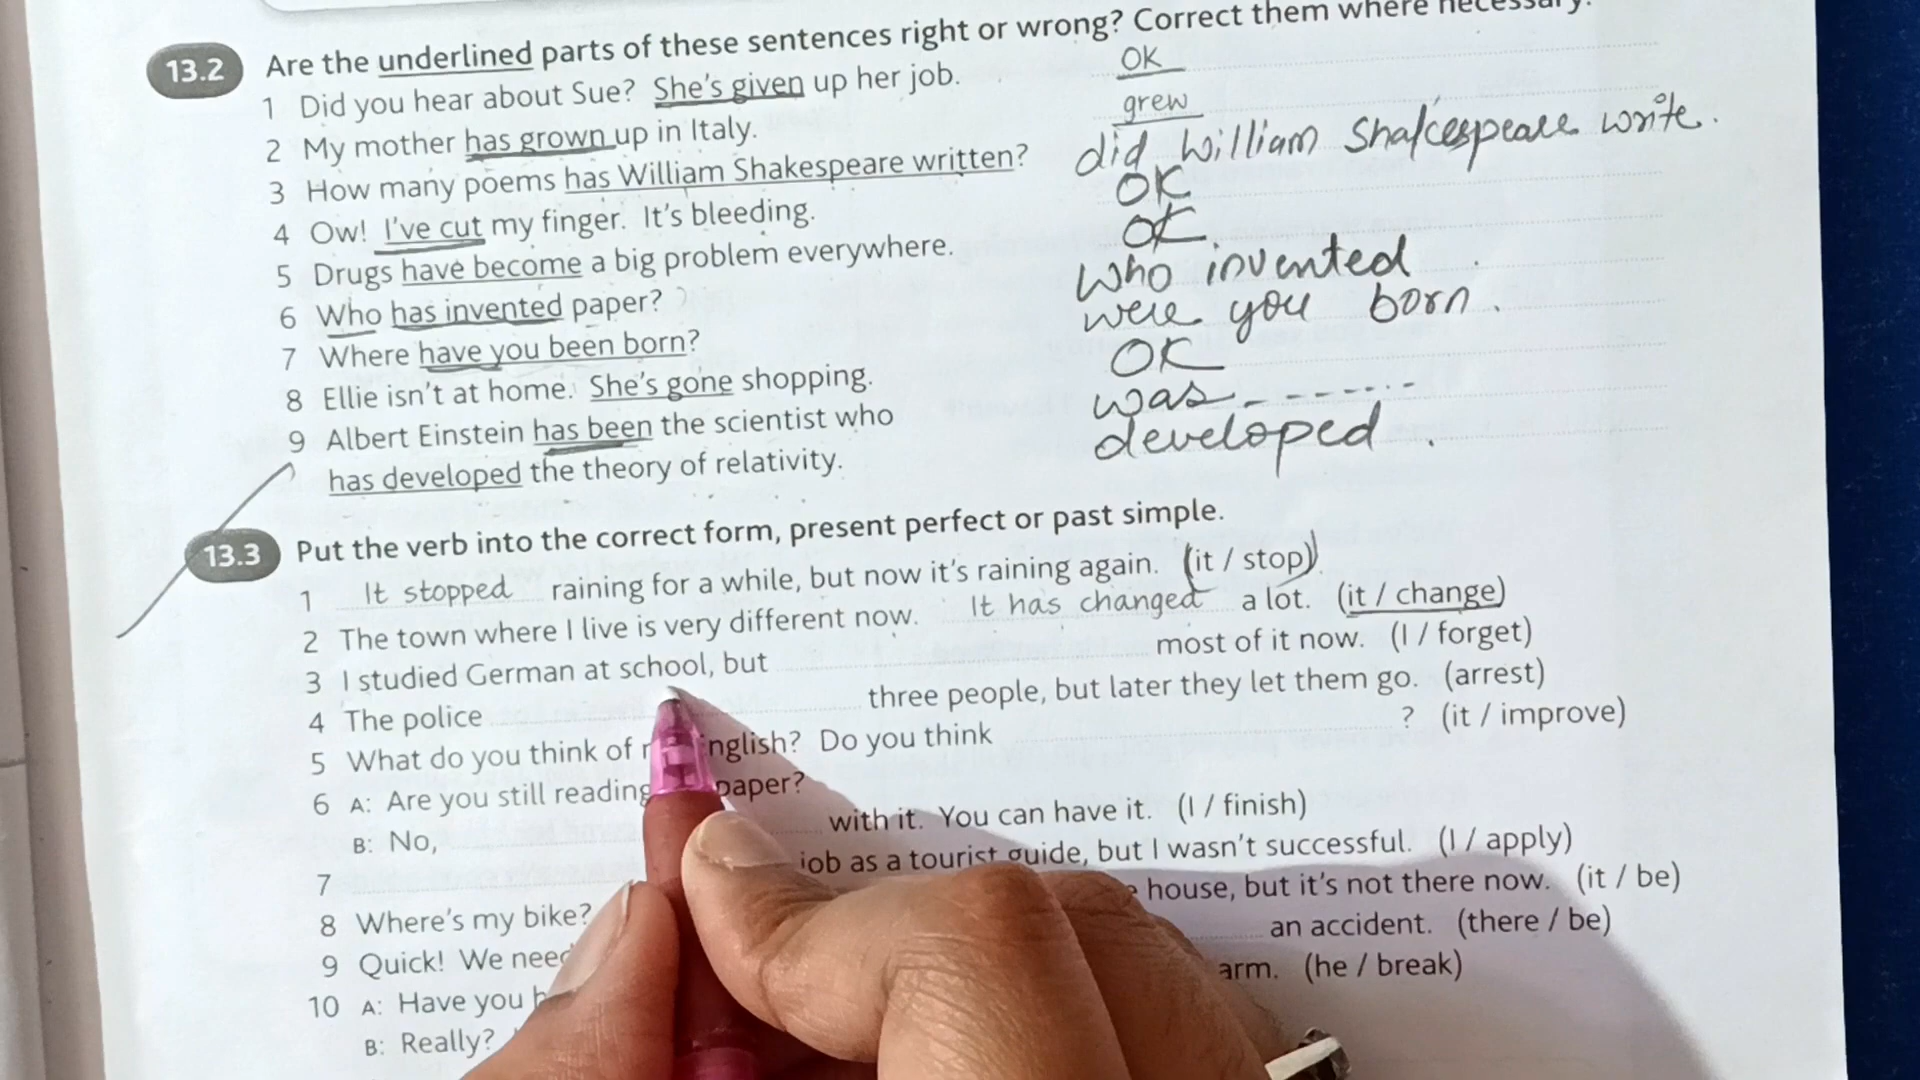 13.2 Are the underlined parts of these sentences right or wrong? Correct them where necessary.
1 Did you hear about Sue? She's given up her job. OK
2 My mother has grown up in Italy. grew
3 How many poems has William Shakespeare written? did William Shakespeare write.
4 Ow! I've cut my finger. It's bleeding. OK
5 Drugs have become a big problem everywhere. OK
6 Who has invented paper? who invented
7 Where have you been born? were you born.
8 Ellie isn't at home. She's gone shopping. OK
9 Albert Einstein has been the scientist who was
has developed the theory of relativity. developed.
13.3 Put the verb into the correct form, present perfect or past simple.
1 It stopped raining for a while, but now it's raining again. (it / stop)
2 The town where I live is very different now. It has changed a lot. (it / change)
3 I studied German at school, but most of it now. (I / forget)
4 The police three people, but later they let them go. (arrest)
5 What do you think of nglish? Do you think ? (it / improve)
6 A: Are you still reading paper?
B: No, with it. You can have it. (I / finish)
7 job as a tourist guide, but I wasn't successful. (I / apply)
8 Where's my bike? house, but it's not there now. (it / be)
9 Quick! We need an accident. (there / be)
10 A: Have you h arm. (he / break)
B: Really?